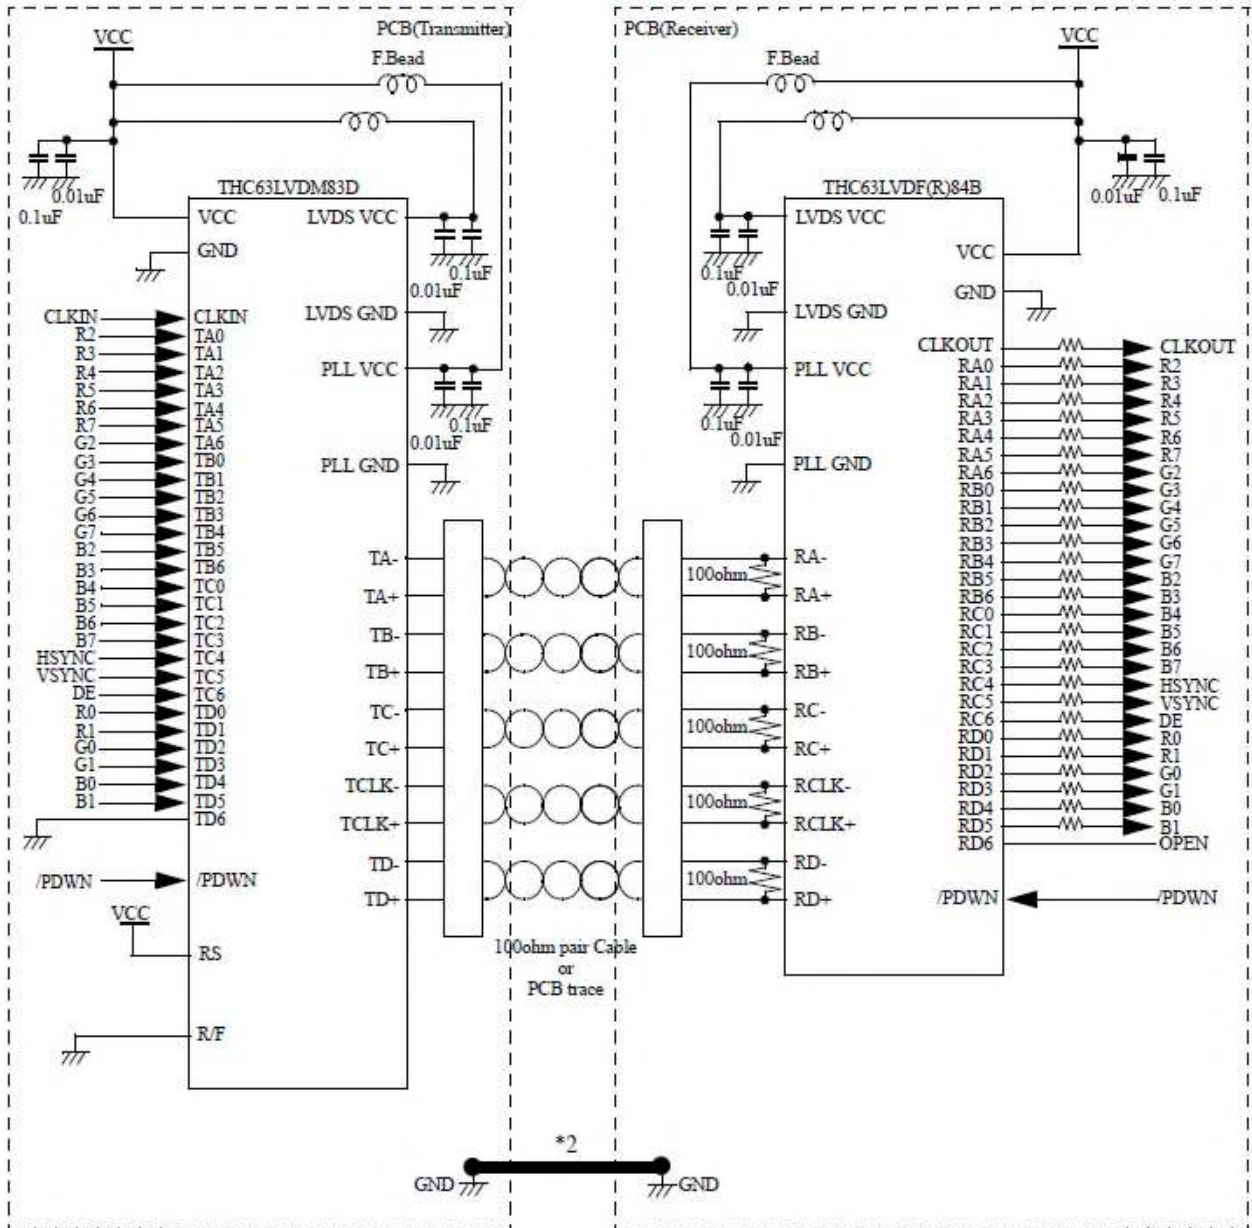 PCB(Transmitter)
VCC
F.Bead
0.01uF
0.1uF
THC63LVDM83D
VCC
GND
CLKIN CLKIN
R2 TA0
R3 TA1
R4 TA2
R5 TA3
R6 TA4
R7 TA5
G2 TA6
G3 TB0
G4 TB1
G5 TB2
G6 TB3
G7 TB4
B2 TB5
B3 TB6
B4 TC0
B5 TC1
B6 TC2
B7 TC3
HSYNC TC4
VSYNC TC5
DE TC6
R0 TD0
R1 TD1
G0 TD2
G1 TD3
B0 TD4
B1 TD5
TD6
/PDWN /PDWN
VCC
RS
R/F
LVDS VCC
0.1uF
0.01uF
LVDS GND
PLL VCC
0.1uF
0.01uF
PLL GND
TA-
TA+
TB-
TB+
TC-
TC+
TCLK-
TCLK+
TD-
TD+
100ohm pair Cable
or
PCB trace
PCB(Receiver)
VCC
F.Bead
0.01uF
0.1uF
THC63LVDF(R)84B
LVDS VCC
0.1uF
0.01uF
LVDS GND
PLL VCC
0.1uF
0.01uF
PLL GND
100ohm
RA-
RA+
100ohm
RB-
RB+
100ohm
RC-
RC+
100ohm
RCLK-
RCLK+
100ohm
RD-
RD+
VCC
GND
CLKOUT CLKOUT
RA0 R2
RA1 R3
RA2 R4
RA3 R5
RA4 R6
RA5 R7
RA6 G2
RB0 G3
RB1 G4
RB2 G5
RB3 G6
RB4 G7
RB5 B2
RB6 B3
RC0 B4
RC1 B5
RC2 B6
RC3 B7
RC4 HSYNC
RC5 VSYNC
RC6 DE
RD0 R0
RD1 R1
RD2 G0
RD3 G1
RD4 B0
RD5 B1
RD6 OPEN
/PDWN /PDWN
*2
GND GND